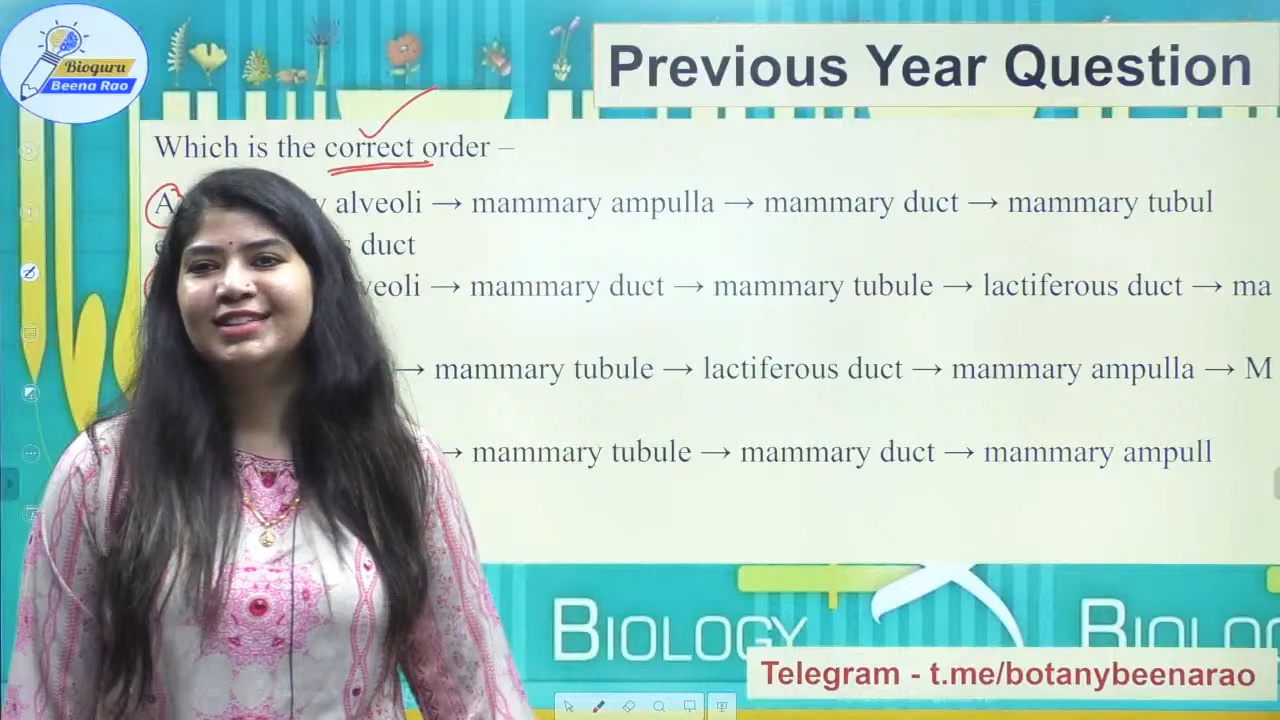 Bioguru
Beena Rao
Previous Year Question
Which is the correct order –
A alveoli → mammary ampulla → mammary duct → mammary tubul
duct
→ mammary duct → mammary tubule → lactiferous duct → ma
→ mammary tubule → lactiferous duct → mammary ampulla → M
→ mammary tubule → mammary duct → mammary ampull
BIOLOGY
Telegram - t.me/botanybeenarao